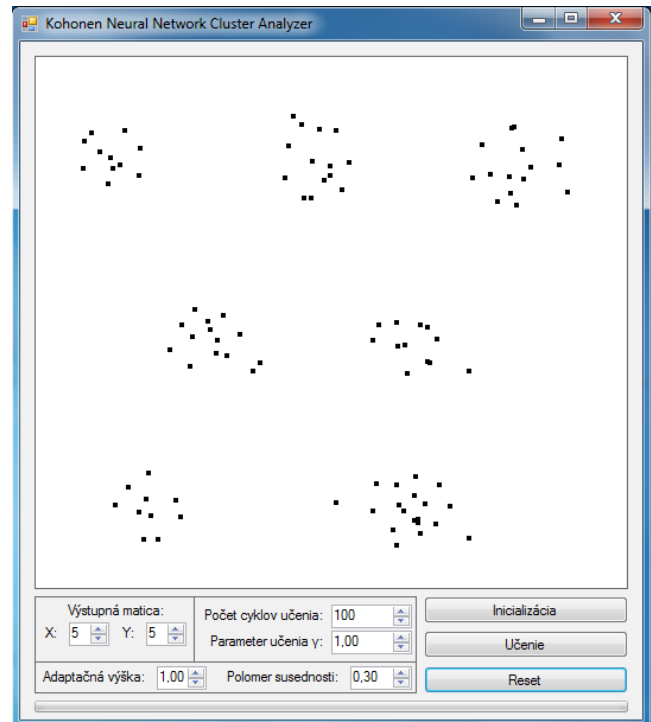 Kohonen Neural Network Cluster Analyzer
Výstupná matica:
X: 5 Y: 5
Počet cyklov učenia: 100
Parameter učenia γ: 1,00
Adaptačná výška: 1,00
Polomer susednosti: 0,30
Inicializácia
Učenie
Reset